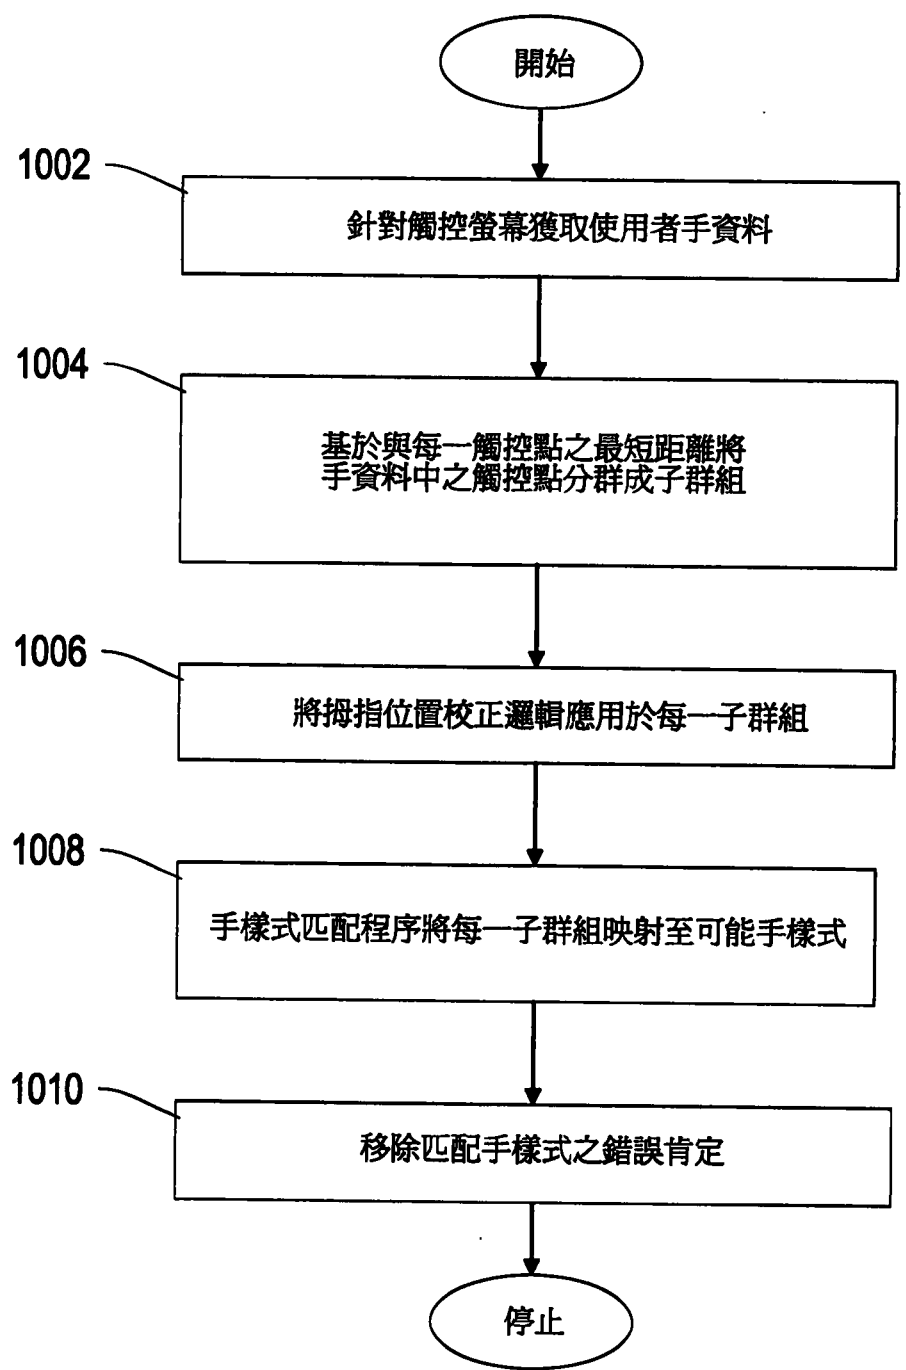 開始
1002
針對觸控螢幕獲取使用者手資料
1004
基於與每一觸控點之最短距離將
手資料中之觸控點分群成子群組
1006
將拇指位置校正邏輯應用於每一子群組
1008
手樣式匹配程序將每一子群組映射至可能手樣式
1010
移除匹配手樣式之錯誤肯定
停止